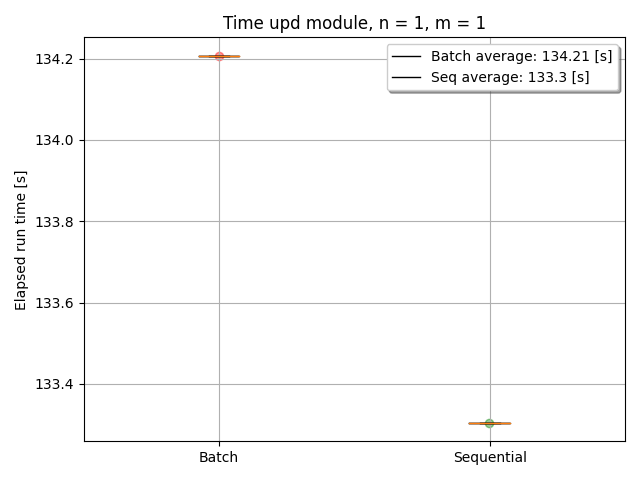 Time upd module, n = 1, m = 1
Batch average: 134.21 [s]
Seq average: 133.3 [s]
Elapsed run time [s]
134.2
134.0
133.8
133.6
133.4
Batch
Sequential